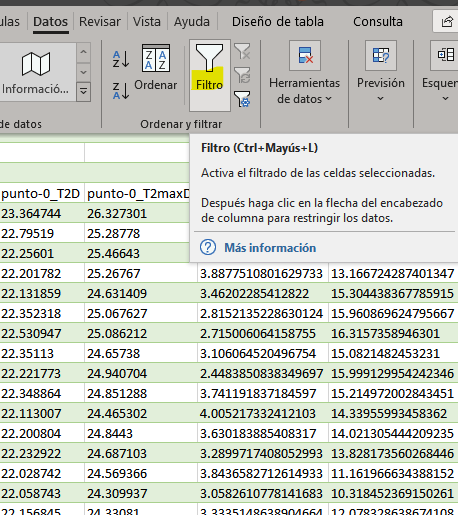 ulas Datos Revisar Vista Ayuda Diseño de tabla Consulta
Informació...
Ordenar
Filtro
Herramientas de datos
Previsión
Esquen
de datos
Ordenar y filtrar
Filtro (Ctrl+Mayús+L)
Activa el filtrado de las celdas seleccionadas.
Después haga clic en la flecha del encabezado
de columna para restringir los datos.
Más información
punto-0_T2D punto-0_T2maxD
23.364744 26.327301
22.79519 25.28778
22.25601 25.46643
22.201782 25.26767 3.8877510801629733 13.166724287401347
22.131859 24.631409 3.46202285412822 15.304438367785915
22.352318 25.067627 2.8152135228630124 15.960869624795667
22.530947 25.086212 2.715006064158755 16.3157358946301
22.35113 24.65738 3.106064520496754 15.0821482453231
22.221773 24.940704 2.4483850838349697 15.999129954242346
22.348864 24.851288 3.741191837184597 15.214972002843451
22.113007 24.465302 4.005217332412103 14.33955993458362
22.200804 24.8443 3.630183885408317 14.021305444209235
22.232922 24.687103 3.2899717408052993 13.828173560268446
22.028742 24.569366 3.8436582712614933 11.161966634388152
22.058743 24.309937 3.0582610778141683 10.318452369150261
22.156845 24.33081 3.3335148638904664 12.078328638674108